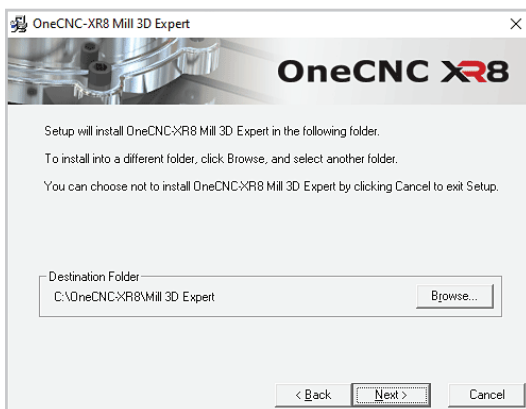 OneCNC-XR8 Mill 3D Expert
OneCNC XR8
Setup will install OneCNC-XR8 Mill 3D Expert in the following folder.
To install into a different folder, click Browse, and select another folder.
You can choose not to install OneCNC-XR8 Mill 3D Expert by clicking Cancel to exit Setup.
Destination Folder
C:\OneCNC-XR8\Mill 3D Expert
Browse...
< Back
Next >
Cancel